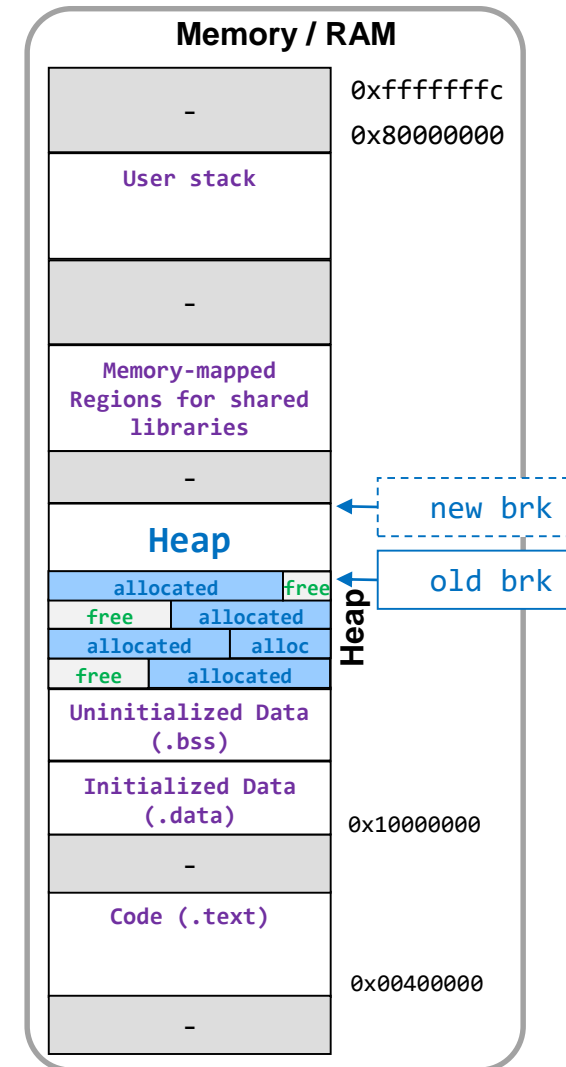 Memory / RAM
–
0xfffffffc
0x80000000
User stack
–
Memory-mapped
Regions for shared
libraries
–
new brk
Heap
old brk
allocated free
free allocated
allocated alloc
free allocated
Heap
Uninitialized Data
(.bss)
Initialized Data
(.data)
0x10000000
–
Code (.text)
0x00400000
–